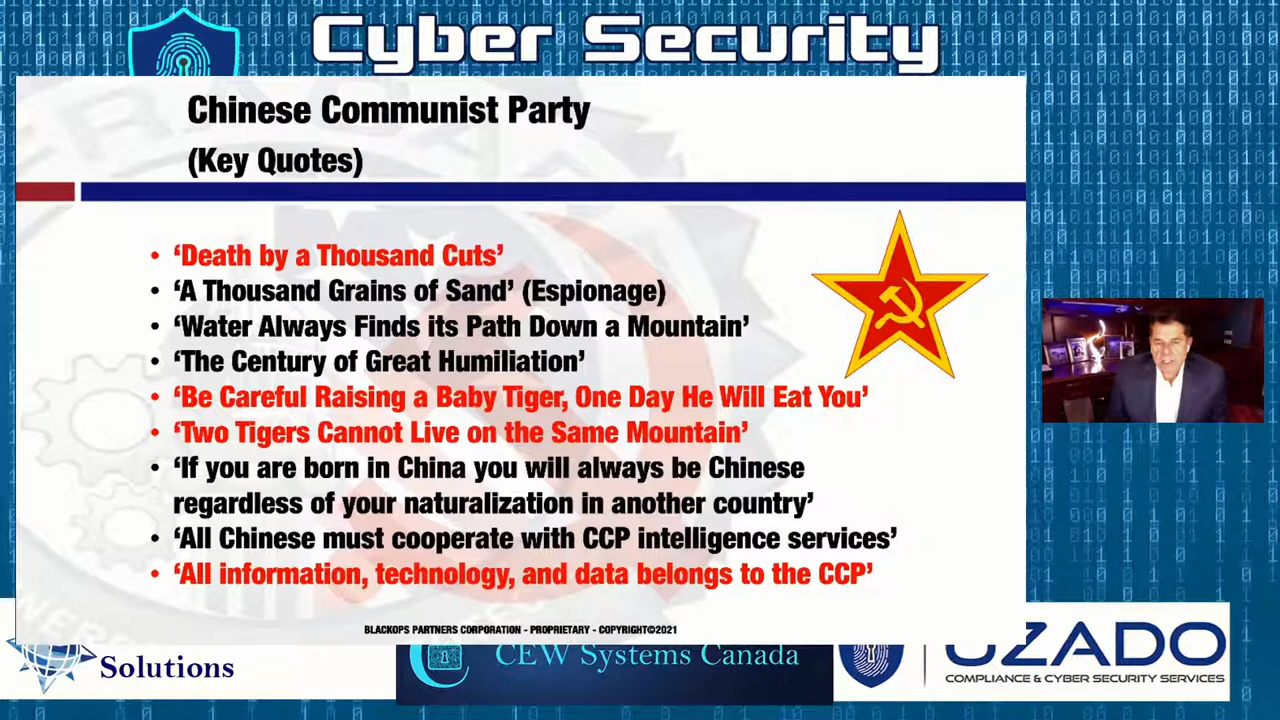 Cyber Security
Chinese Communist Party
(Key Quotes)
• ‘Death by a Thousand Cuts’
• ‘A Thousand Grains of Sand’ (Espionage)
• ‘Water Always Finds its Path Down a Mountain’
• ‘The Century of Great Humiliation’
• ‘Be Careful Raising a Baby Tiger, One Day He Will Eat You’
• ‘Two Tigers Cannot Live on the Same Mountain’
• ‘If you are born in China you will always be Chinese
regardless of your naturalization in another country’
• ‘All Chinese must cooperate with CCP intelligence services’
• ‘All information, technology, and data belongs to the CCP’
BLACKOPS PARTNERS CORPORATION - PROPRIETARY - COPYRIGHT©2021
Solutions
CEW Systems Canada
UZADO
COMPLIANCE & CYBER SECURITY SERVICES